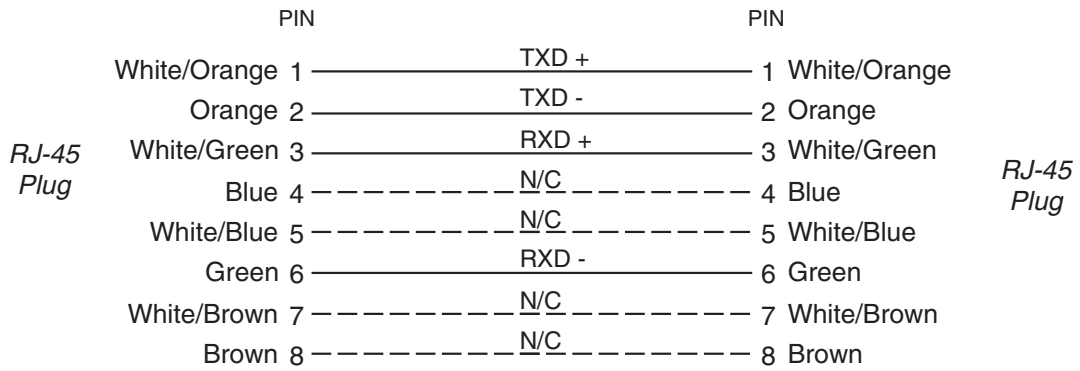 PIN PIN
White/Orange 1 TXD + 1 White/Orange
Orange 2 TXD - 2 Orange
White/Green 3 RXD + 3 White/Green
RJ-45 Plug
Blue 4 N/C 4 Blue
RJ-45 Plug
White/Blue 5 N/C 5 White/Blue
Green 6 RXD - 6 Green
White/Brown 7 N/C 7 White/Brown
Brown 8 N/C 8 Brown